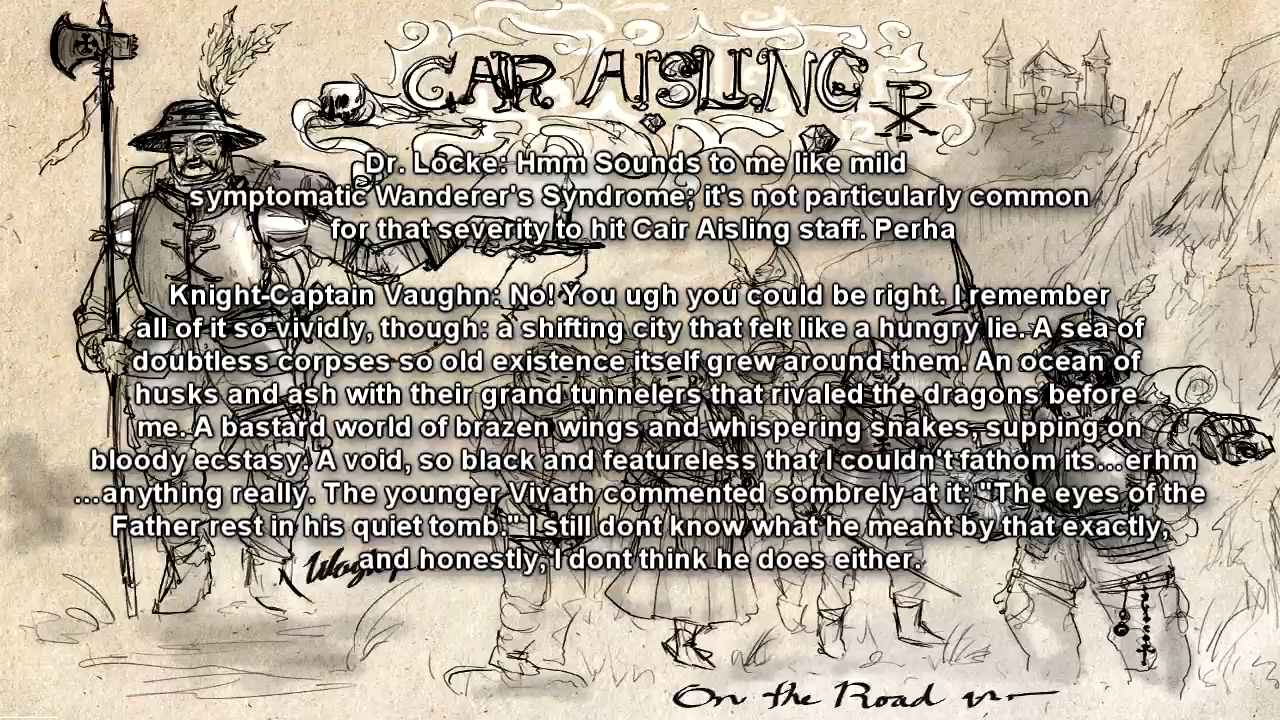 CAIR AISLING
Dr. Locke: Hmm Sounds to me like mild
symptomatic Wanderer's Syndrome; it's not particularly common
for that severity to hit Cair Aisling staff. Perha
Knight-Captain Vaughn: No! You ugh you could be right. I remember
all of it so vividly, though: a shifting city that felt like a hungry lie. A sea of
doubtless corpses so old existence itself grew around them. An ocean of
husks and ash with their grand tunnelers that rivaled the dragons before
me. A bastard world of brazen wings and whispering snakes, supping on
bloody ecstasy. A void, so black and featureless that I couldn't fathom its...erhm
...anything really. The younger Vivath commented sombrely at it: "The eyes of the
Father rest in his quiet tomb." I still dont know what he meant by that exactly,
and honestly, I dont think he does either.
On the Road